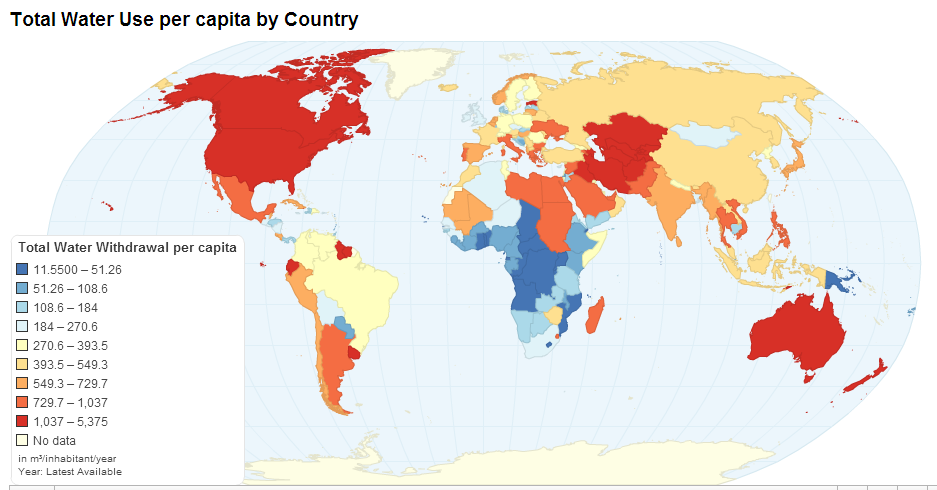 Total Water Use per capita by Country
Total Water Withdrawal per capita
11.5500 – 51.26
51.26 – 108.6
108.6 – 184
184 – 270.6
270.6 – 393.5
393.5 – 549.3
549.3 – 729.7
729.7 – 1,037
1,037 – 5,375
No data
in m³/inhabitant/year
Year: Latest Available